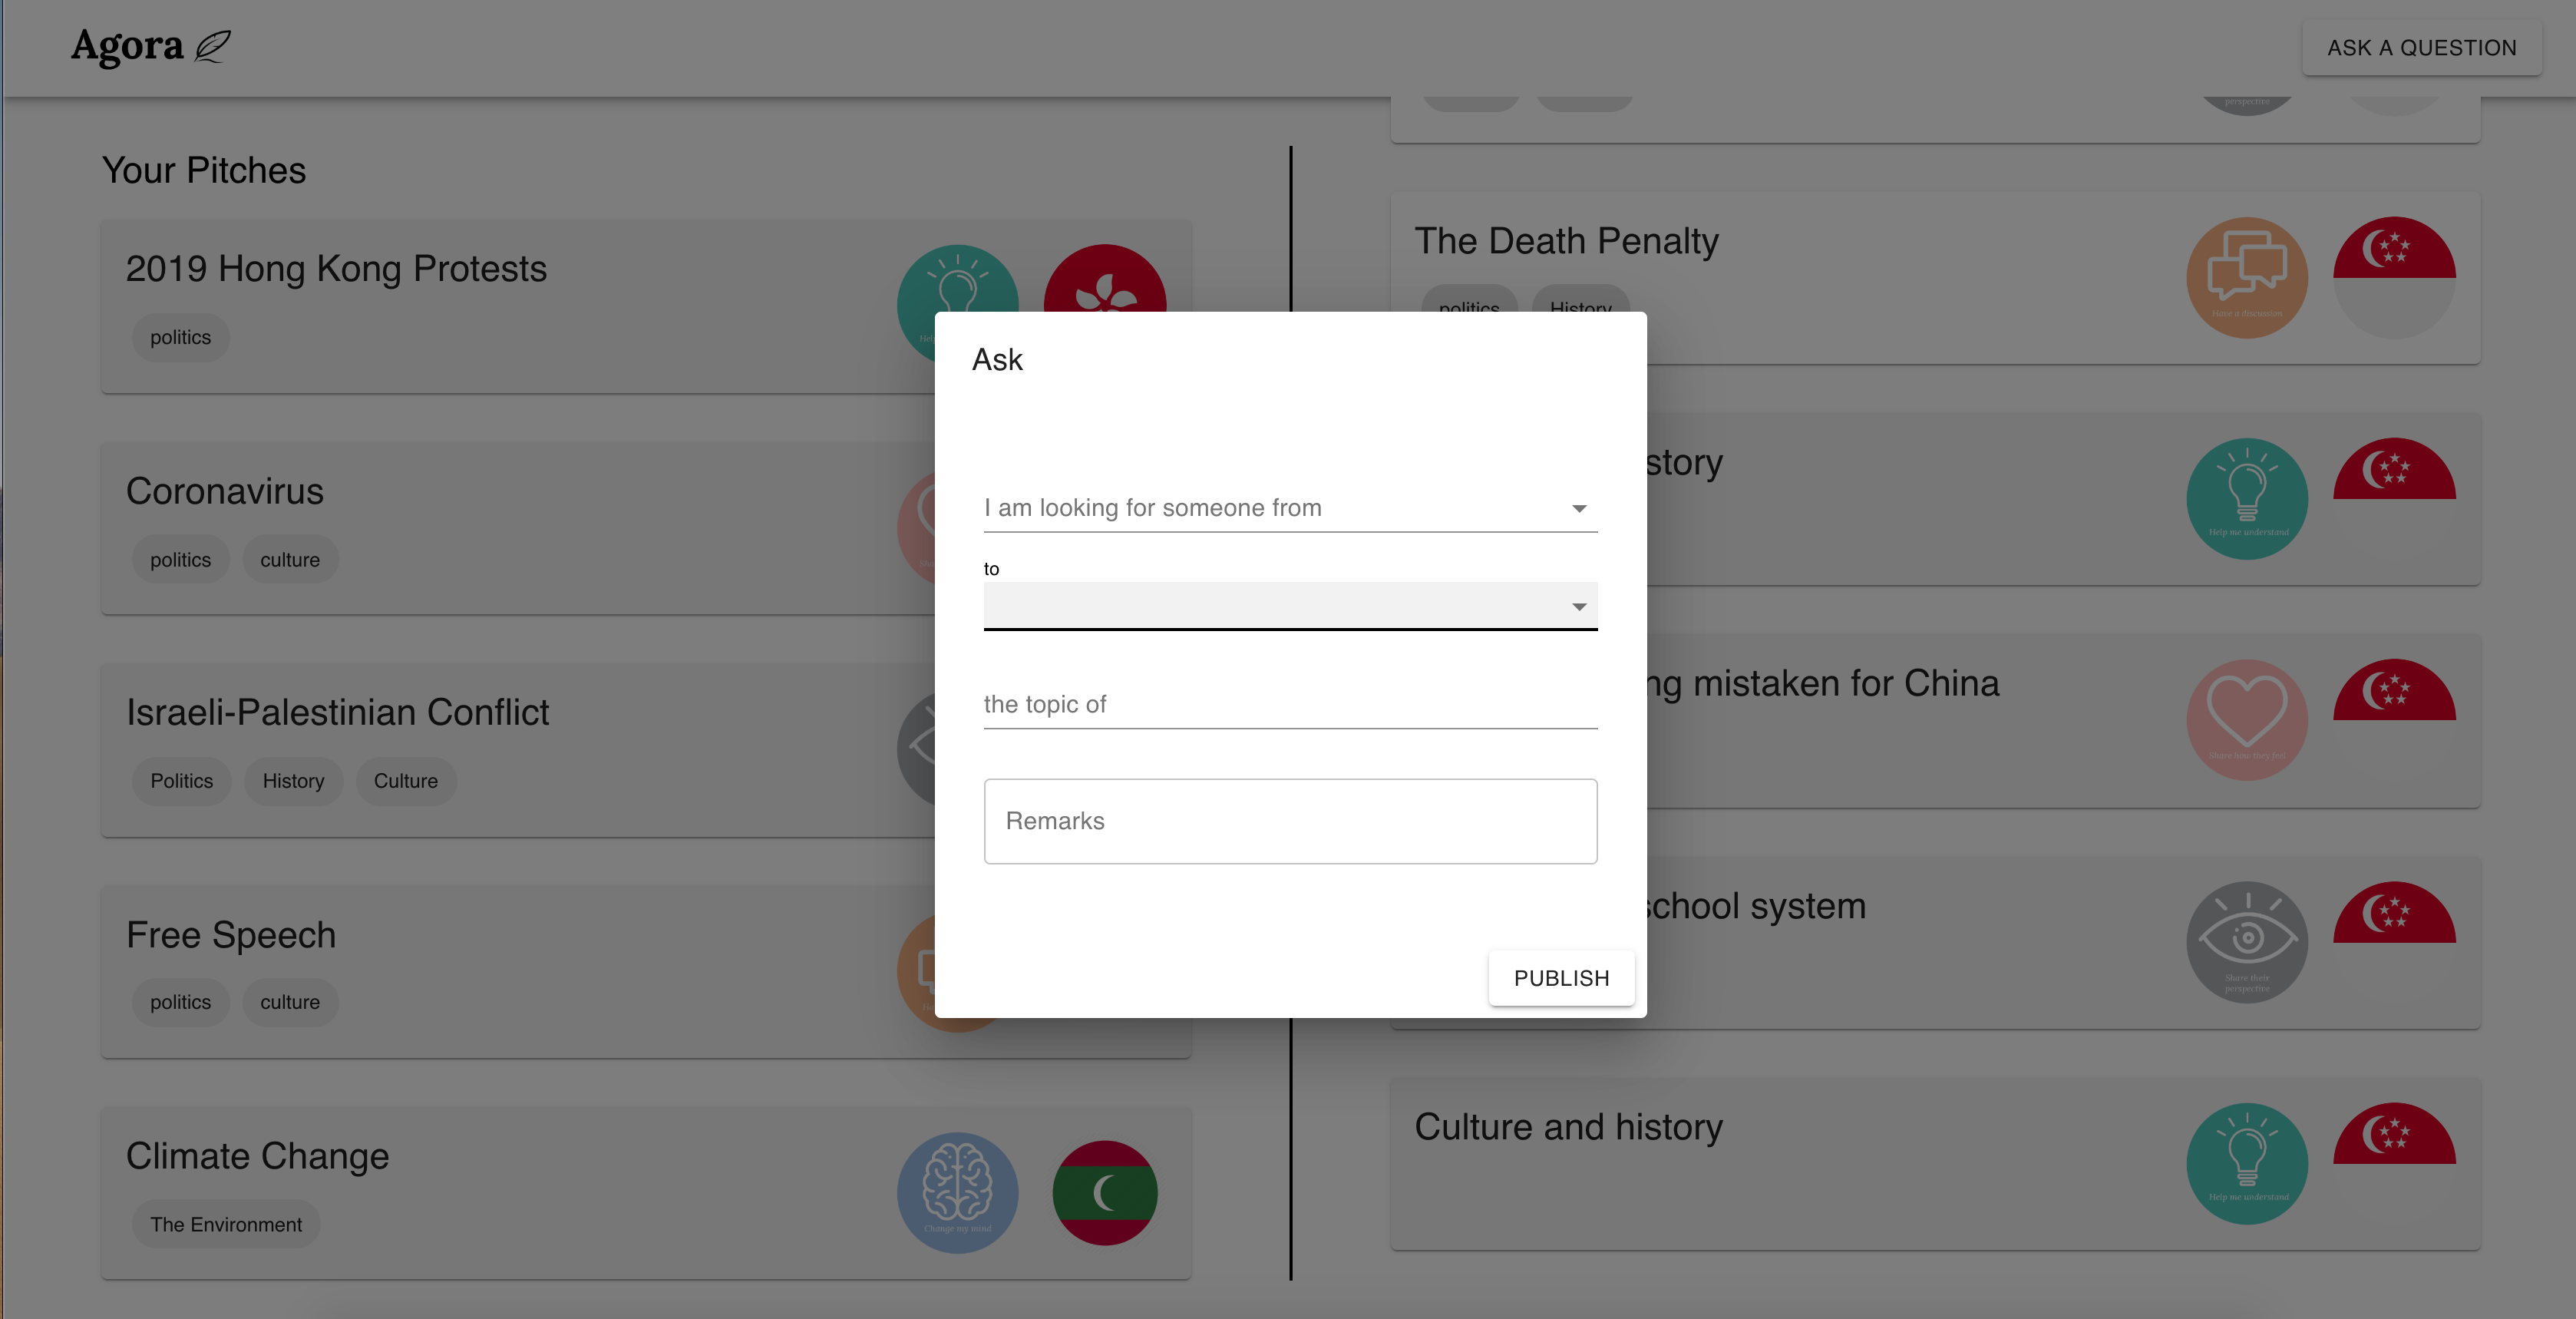 Agora
ASK A QUESTION
Your Pitches
2019 Hong Kong Protests
politics
Coronavirus
politics culture
Israeli-Palestinian Conflict
Politics History Culture
Free Speech
politics culture
Climate Change
The Environment
Change my mind
Ask
I am looking for someone from
to
the topic of
Remarks
PUBLISH
perspective
The Death Penalty
politics History
Have a discussion
story
Help me understand
ng mistaken for China
Share how they feel
school system
Share their
perspective
Culture and history
Help me understand